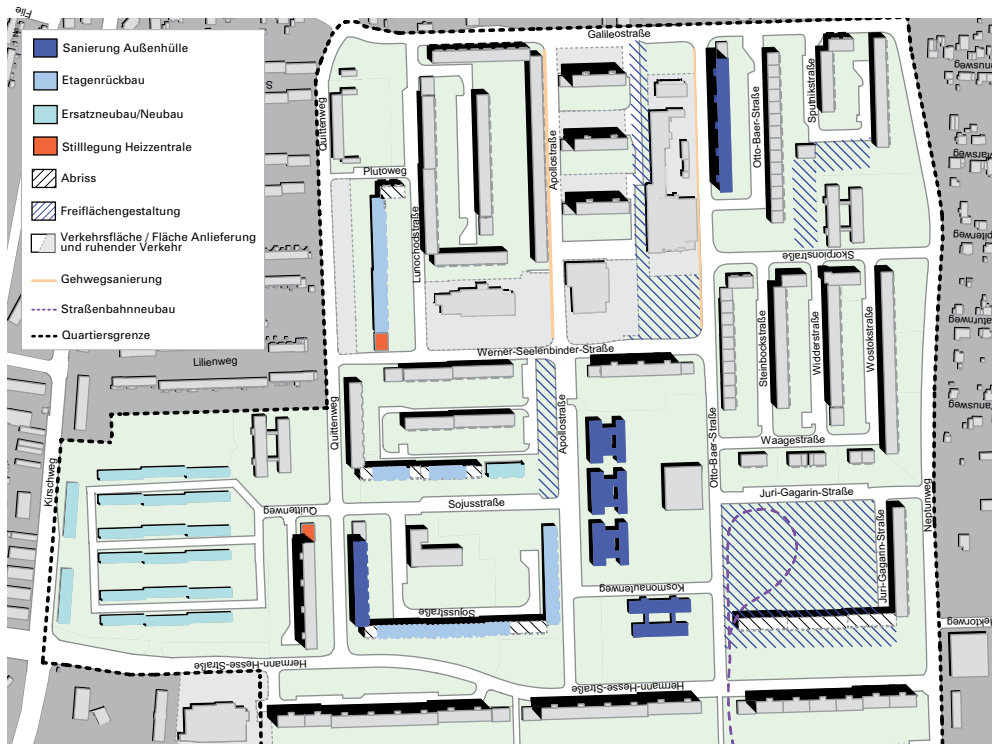 Flie
Sanierung Außenhülle
Etagenrückbau
Ersatzneubau/Neubau
Stilllegung Heizzentrale
Abriss
Freiflächengestaltung
Verkehrsfläche / Fläche Anlieferung
und ruhender Verkehr
Gehwegsanierung
Straßenbahnneubau
Quartiersgrenze
S
Galileostraße
Quittenweg
Plutoweg
Lunochodstraße
Apollostraße
Otto-Baer-Straße
Sputnikstraße
Skorpionstraße
Marsweg
Werner-Seelenbinder-Straße
Lilienweg
Steinbockstraße
Widderstraße
Wostokstraße
Quittenweg
Apollostraße
Otto-Baer-Straße
Waagestraße
Kirschweg
Quittenweg
Sojusstraße
Juri-Gagarin-Straße
Neptunweg
Juri-Gagarin-Straße
Kosmonautenweg
Sojusstraße
Hektorweg
Hermann-Hesse-Straße
Hermann-Hesse-Straße